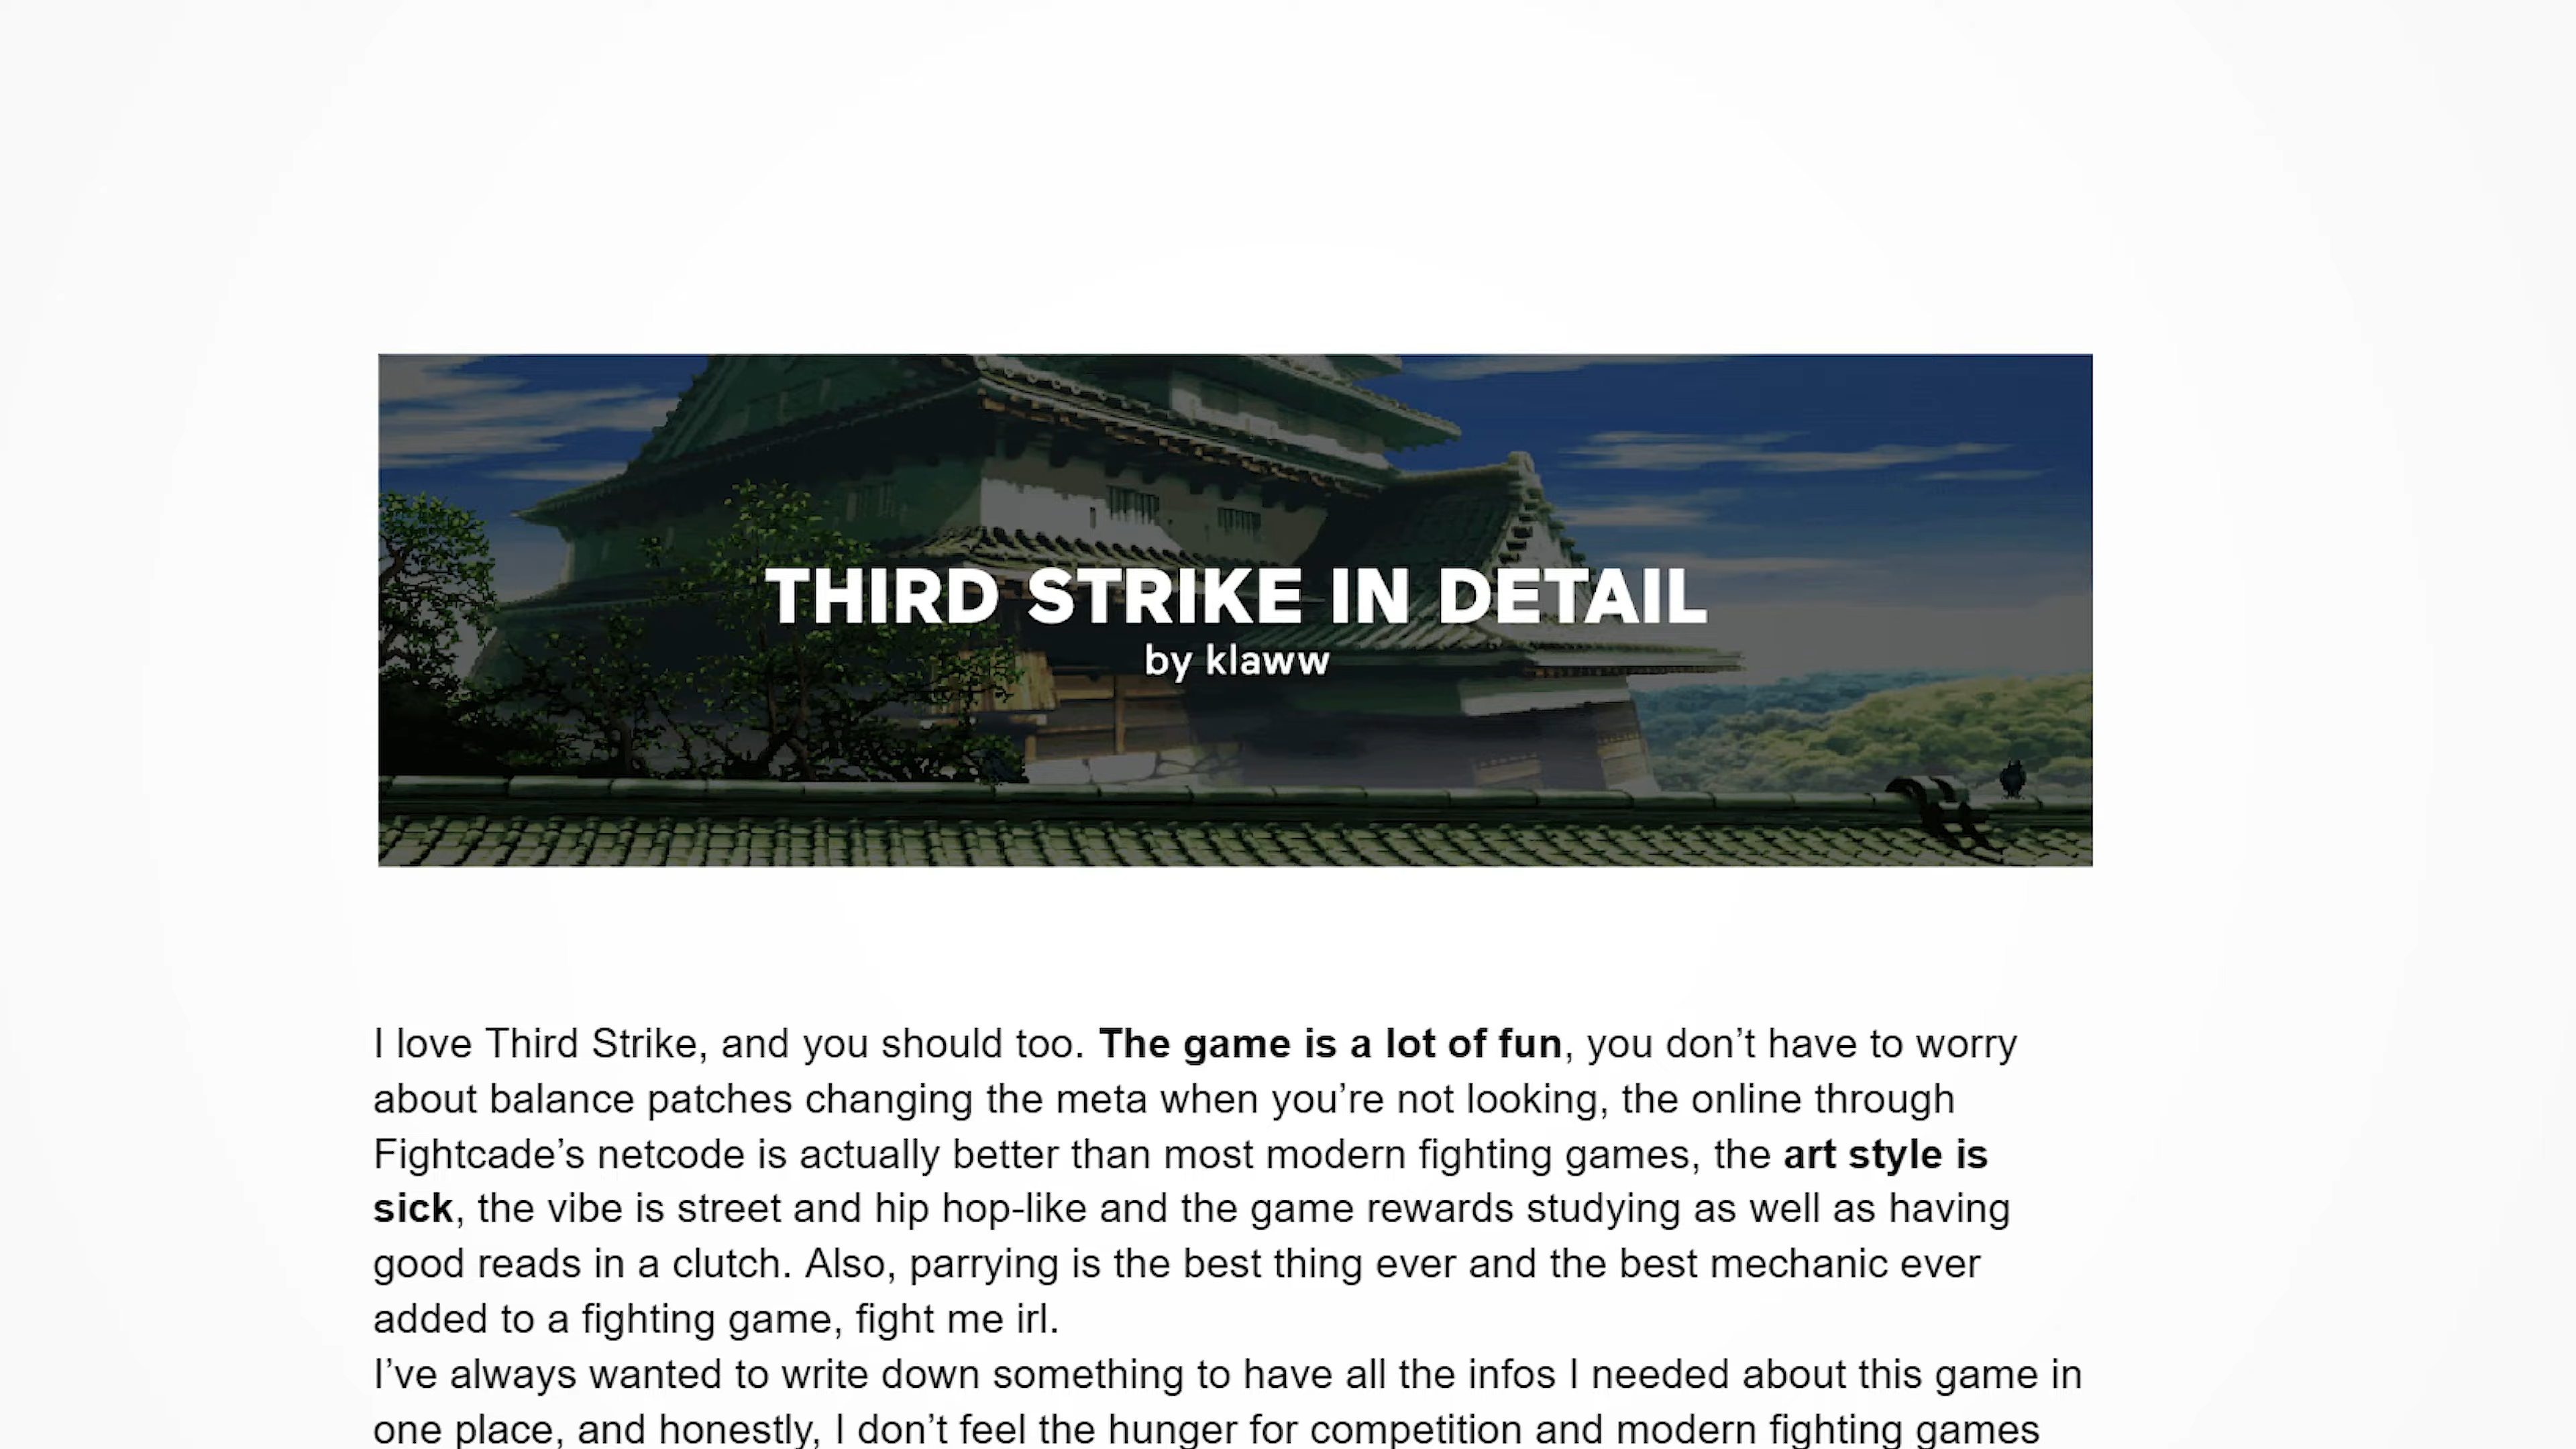 THIRD STRIKE IN DETAIL
by klaww
I love Third Strike, and you should too. The game is a lot of fun, you don’t have to worry
about balance patches changing the meta when you’re not looking, the online through
Fightcade’s netcode is actually better than most modern fighting games, the art style is
sick, the vibe is street and hip hop-like and the game rewards studying as well as having
good reads in a clutch. Also, parrying is the best thing ever and the best mechanic ever
added to a fighting game, fight me irl.
I’ve always wanted to write down something to have all the infos I needed about this game in
one place, and honestly, I don’t feel the hunger for competition and modern fighting games